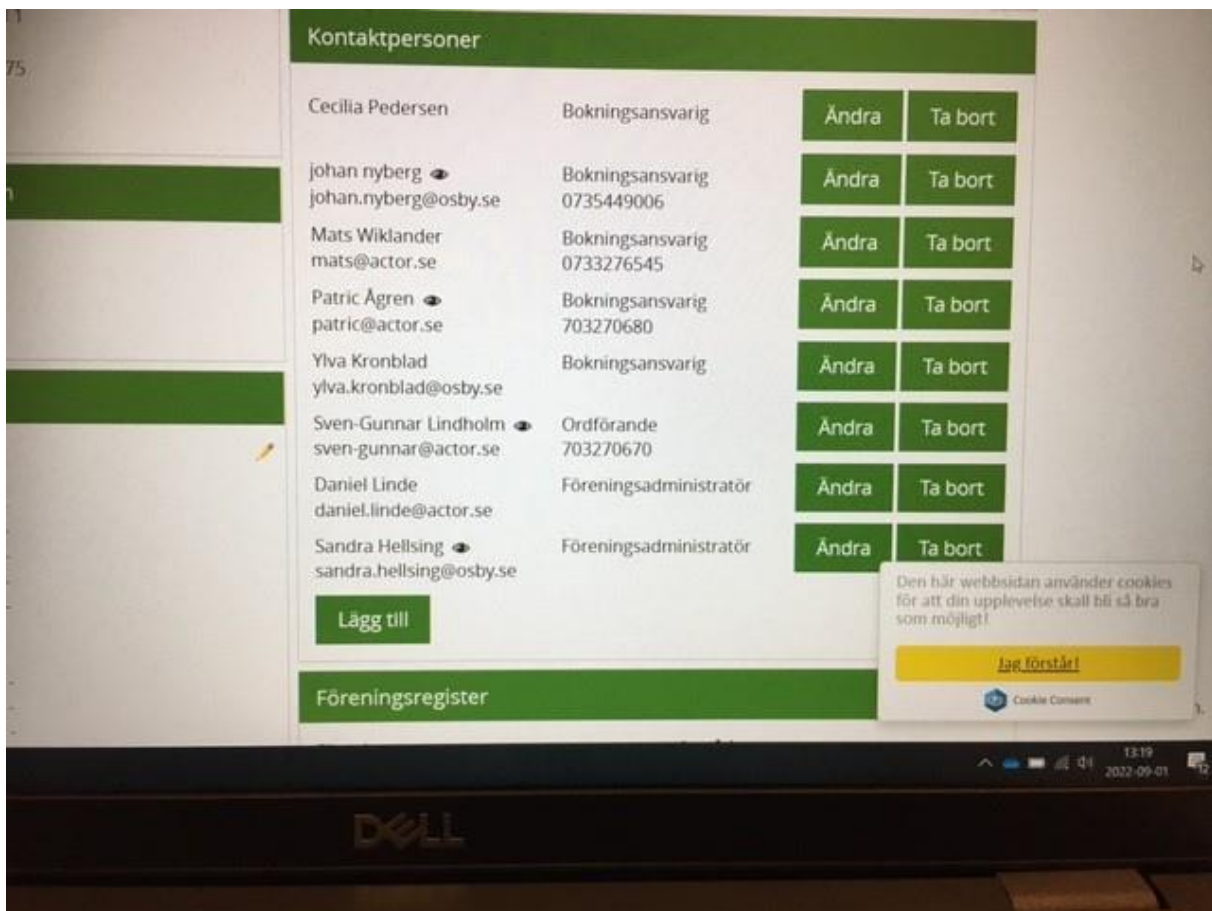 75
Kontaktpersoner
Cecilia Pedersen Bokningsansvarig Ändra Ta bort
johan nyberg Bokningsansvarig Ändra Ta bort
johan.nyberg@osby.se 0735449006
Mats Wiklander Bokningsansvarig Ändra Ta bort
mats@actor.se 0733276545
Patric Ågren Bokningsansvarig Ändra Ta bort
patric@actor.se 703270680
Ylva Kronblad Bokningsansvarig Ändra Ta bort
ylva.kronblad@osby.se
Sven-Gunnar Lindholm Ordförande Ändra Ta bort
sven-gunnar@actor.se 703270670
Daniel Linde Föreningsadministratör Ändra Ta bort
daniel.linde@actor.se
Sandra Hellsing Föreningsadministratör Ändra Ta bort
sandra.hellsing@osby.se
Lägg till
Den här webbsidan använder cookies
för att din upplevelse skall bli så bra
som möjligt!
Jag förstår!
Cookie Consent
Föreningsregister
13:19
2022-09-01
12
DELL